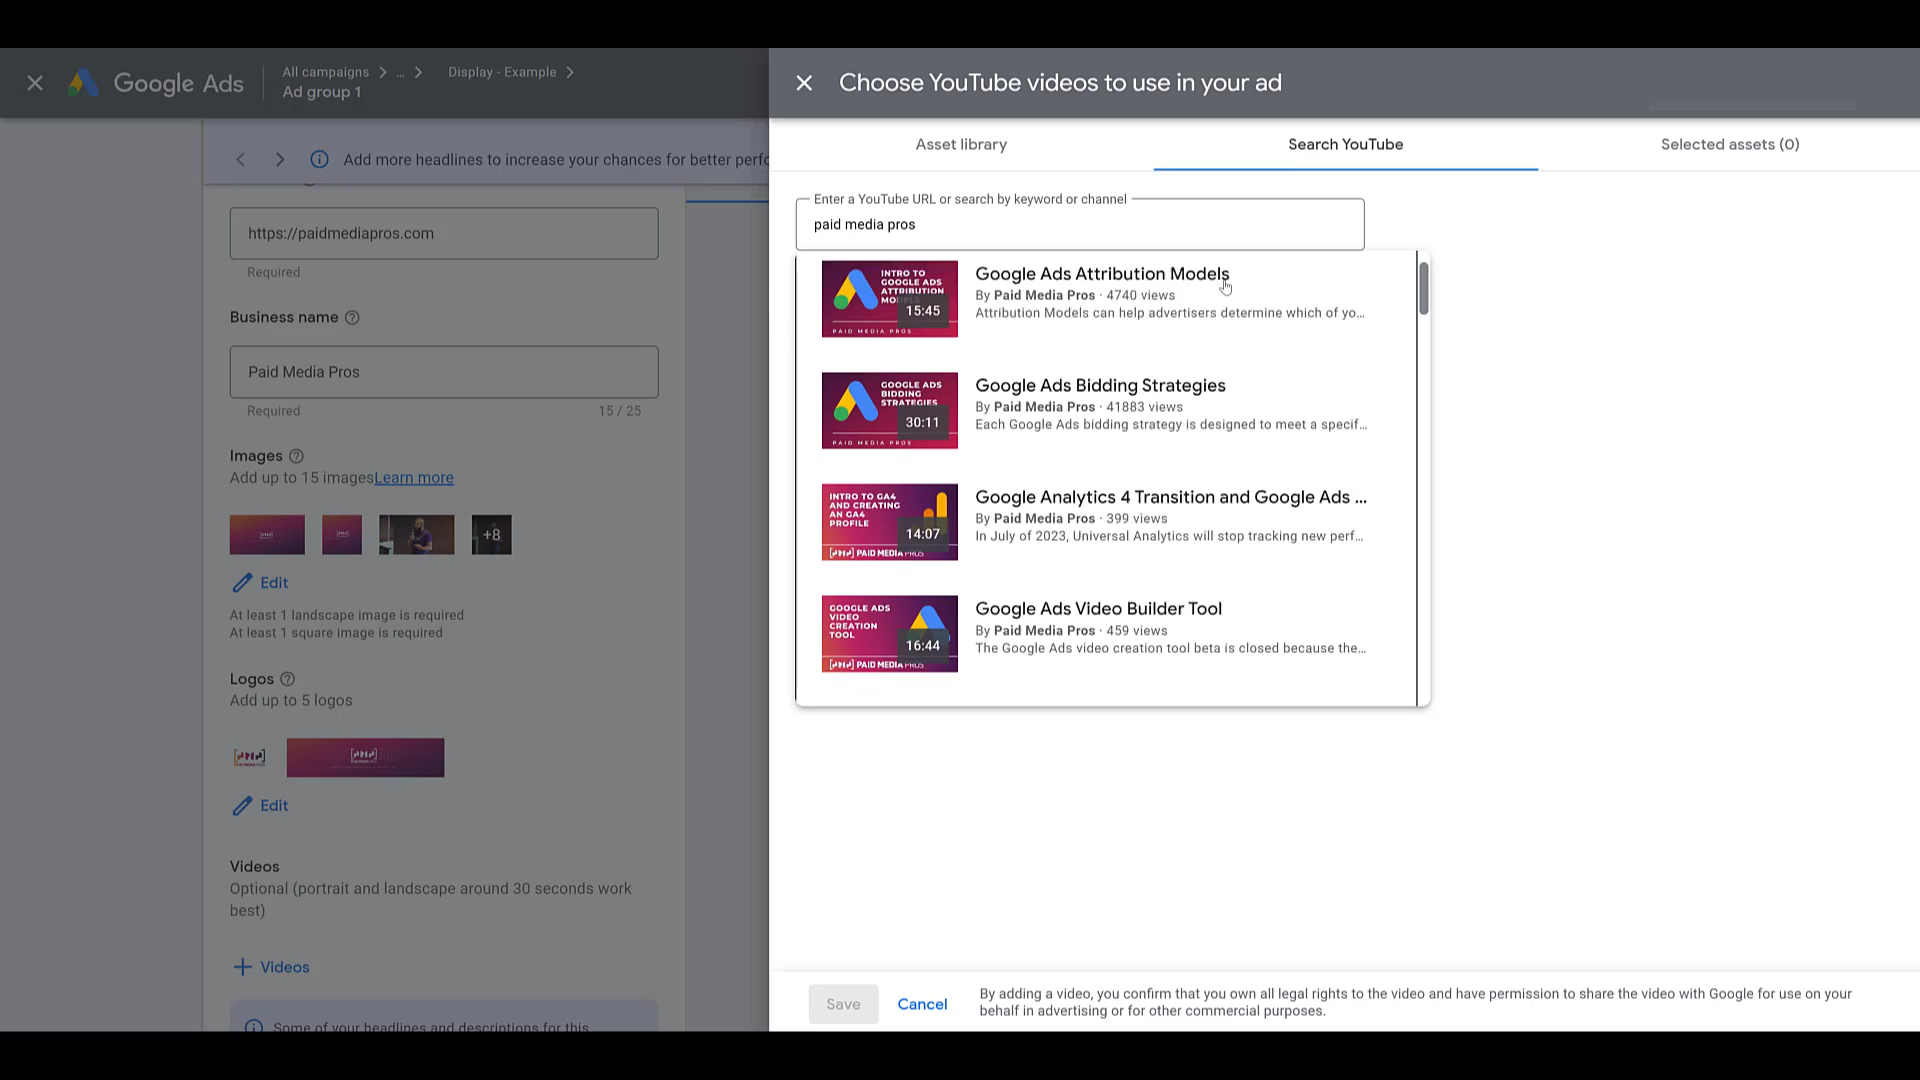 Google Ads
All campaigns
...
Display - Example
Ad group 1
Choose YouTube videos to use in your ad
Add more headlines to increase your chances for better perfo
https://paidmediapros.com
Required
Business name
Paid Media Pros
Required
15 / 25
Images
Add up to 15 imagesLearn more
+8
Edit
At least 1 landscape image is required
At least 1 square image is required
Logos
Add up to 5 logos
PAID MEDIA PROS
Edit
Videos
Optional (portrait and landscape around 30 seconds work
best)
Videos
Some of your headlines and descriptions for this
Asset library
Search YouTube
Selected assets (0)
Enter a YouTube URL or search by keyword or channel
paid media pros
INTRO TO
GOOGLE ADS
ATTRIBUTION
15:45
PAID MEDIA PROS
Google Ads Attribution Models
By Paid Media Pros · 4740 views
Attribution Models can help advertisers determine which of yo...
GOOGLE ADS
BIDDING
STRATEGIES
30:11
PAID MEDIA PROS
Google Ads Bidding Strategies
By Paid Media Pros · 41883 views
Each Google Ads bidding strategy is designed to meet a specif...
INTRO TO GA4
AND CREATING
AN GA4
PROFILE
14:07
PAID MEDIA PROS
Google Analytics 4 Transition and Google Ads ...
By Paid Media Pros · 399 views
In July of 2023, Universal Analytics will stop tracking new perf...
GOOGLE ADS
VIDEO
CREATION
TOOL
16:44
PAID MEDIA PROS
Google Ads Video Builder Tool
By Paid Media Pros · 459 views
The Google Ads video creation tool beta is closed because the...
Save
Cancel
By adding a video, you confirm that you own all legal rights to the video and have permission to share the video with Google for use on your
behalf in advertising or for other commercial purposes.